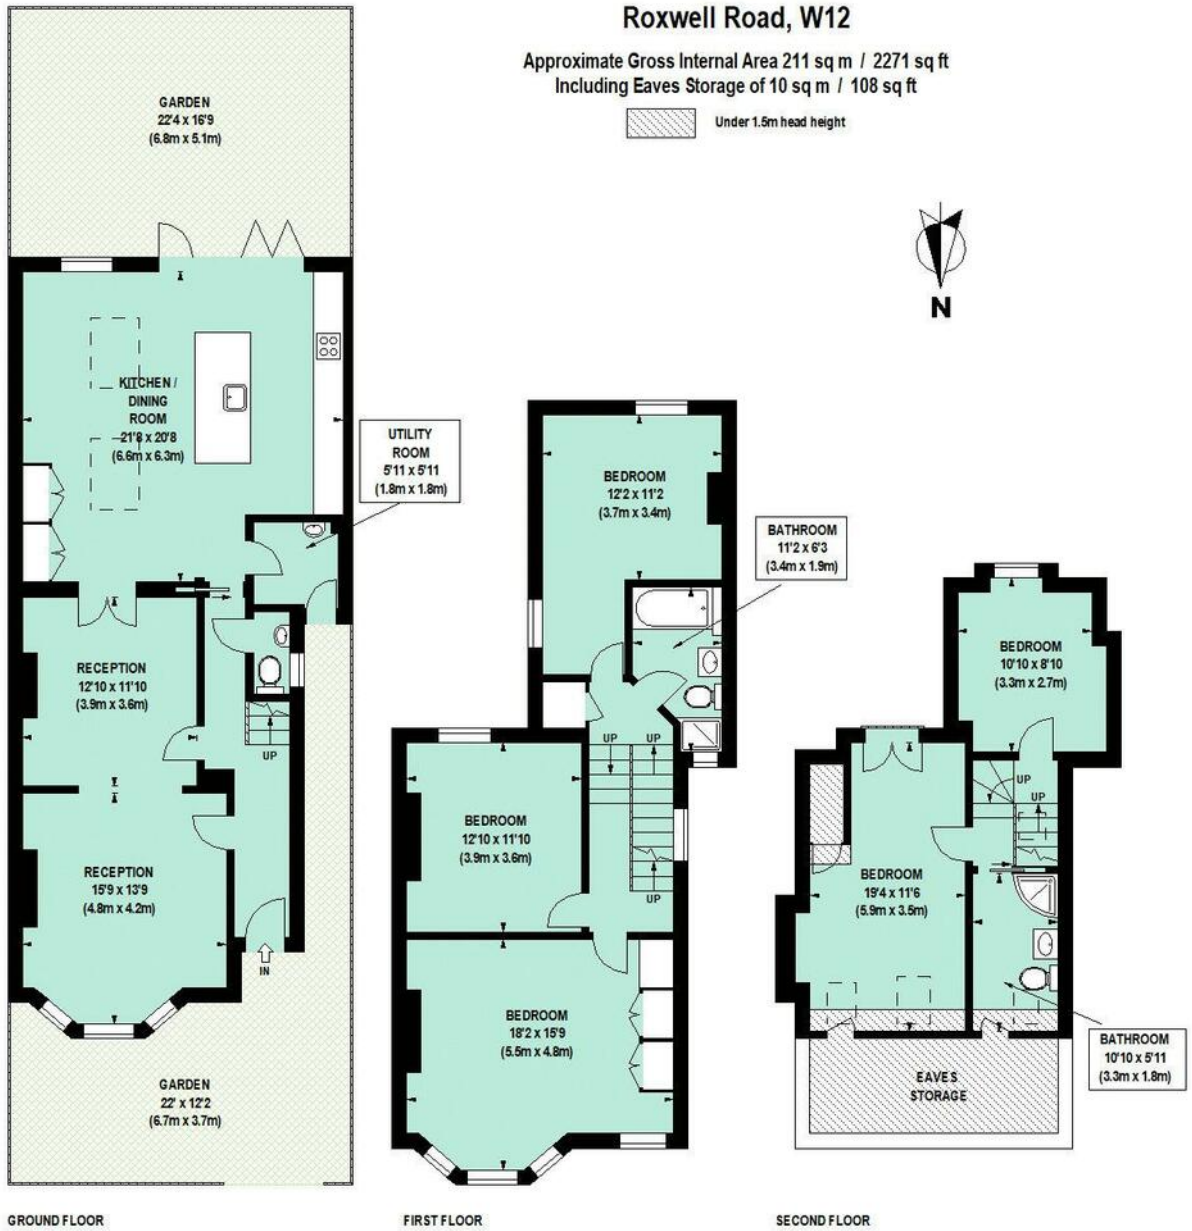 Roxwell Road, W12
Approximate Gross Internal Area 211 sq m / 2271 sq ft
Including Eaves Storage of 10 sq m / 108 sq ft
Under 1.5m head height
N
GARDEN
22'4 x 16'9
(6.8m x 5.1m)
KITCHEN /
DINING
ROOM
21'8 x 20'8
(6.6m x 6.3m)
UTILITY
ROOM
5'11 x 5'11
(1.8m x 1.8m)
RECEPTION
12'10 x 11'10
(3.9m x 3.6m)
UP
RECEPTION
15'9 x 13'9
(4.8m x 4.2m)
IN
GARDEN
22' x 12'2
(6.7m x 3.7m)
GROUND FLOOR
BEDROOM
12'2 x 11'2
(3.7m x 3.4m)
BATHROOM
11'2 x 6'3
(3.4m x 1.9m)
UP
UP
BEDROOM
12'10 x 11'10
(3.9m x 3.6m)
UP
BEDROOM
18'2 x 15'9
(5.5m x 4.8m)
FIRST FLOOR
BEDROOM
10'10 x 8'10
(3.3m x 2.7m)
UP
UP
BEDROOM
19'4 x 11'6
(5.9m x 3.5m)
BATHROOM
10'10 x 5'11
(3.3m x 1.8m)
EAVES
STORAGE
SECOND FLOOR